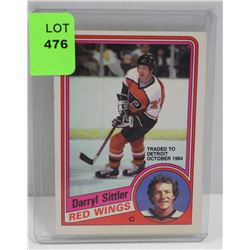 LOT
476
TRADED TO
DETROIT
OCTOBER 1984
Darryl Sittler
RED WINGS
C